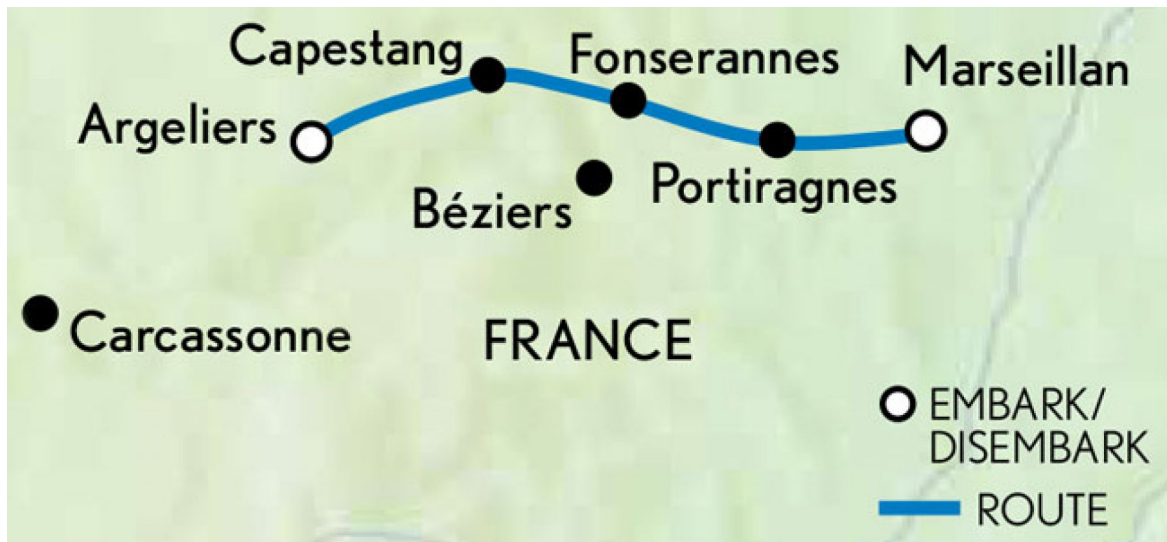 Capestang
Fonserannes
Marseillan
Argeliers
Portiragnes
Béziers
Carcassonne
FRANCE
EMBARK/
DISEMBARK
ROUTE